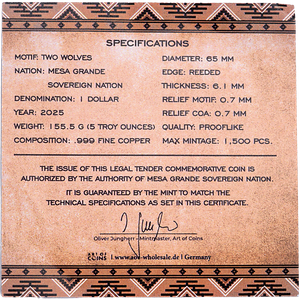 SPECIFICATIONS
MOTIF: TWO WOLVES
NATION: MESA GRANDE
SOVEREIGN NATION
DENOMINATION: 1 DOLLAR
YEAR: 2025
WEIGHT: 155.5 G (5 TROY OUNCES)
COMPOSITION: .999 FINE COPPER
DIAMETER: 65 MM
EDGE: REEDED
THICKNESS: 6.1 MM
RELIEF MOTIF: 0.7 MM
RELIEF COA: 0.7 MM
QUALITY: PROOFLIKE
MAX MINTAGE: 1,500 PCS.
THE ISSUE OF THIS LEGAL TENDER COMMEMORATIVE COIN IS
AUTHORIZED BY THE AUTHORITY OF MESA GRANDE SOVEREIGN NATION.
IT IS GUARANTEED BY THE MINT TO MATCH THE
TECHNICAL SPECIFICATIONS AS SET IN THIS CERTIFICATE.
Oliver Jungherr - Mintmaster, Art of Coins
ART OF
COINS | www.aov-wholesale.de | Germany